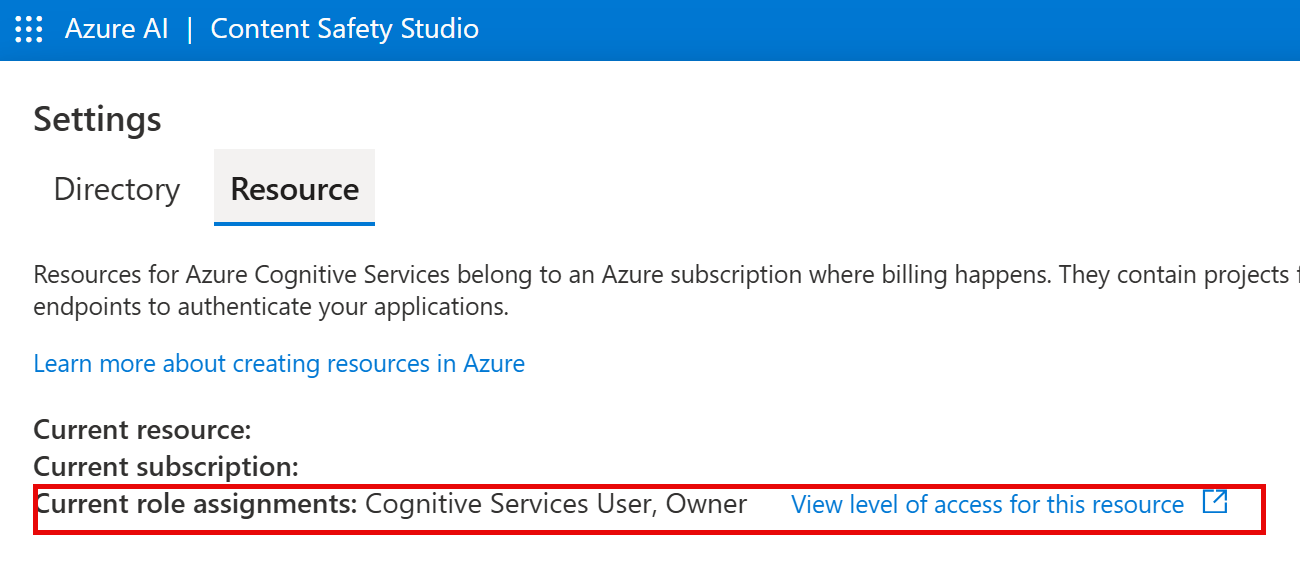 Azure AI | Content Safety Studio
Settings
Directory Resource
Resources for Azure Cognitive Services belong to an Azure subscription where billing happens. They contain projects
endpoints to authenticate your applications.
Learn more about creating resources in Azure
Current resource:
Current subscription:
Current role assignments: Cognitive Services User, Owner View level of access for this resource